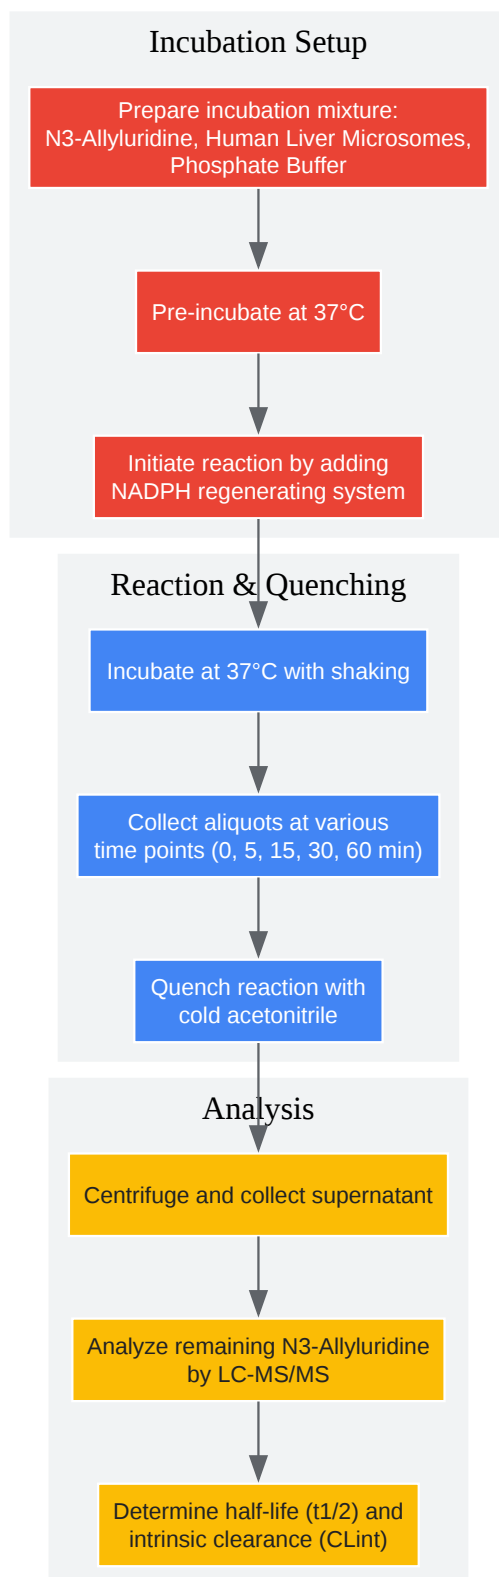 Incubation Setup
Prepare incubation mixture:
N3-Allyluridine, Human Liver Microsomes,
Phosphate Buffer
Pre-incubate at 37°C
Initiate reaction by adding
NADPH regenerating system
Reaction & Quenching
Incubate at 37°C with shaking
Collect aliquots at various
time points (0, 5, 15, 30, 60 min)
Quench reaction with
cold acetonitrile
Analysis
Centrifuge and collect supernatant
Analyze remaining N3-Allyluridine
by LC-MS/MS
Determine half-life (t1/2) and
intrinsic clearance (CLint)